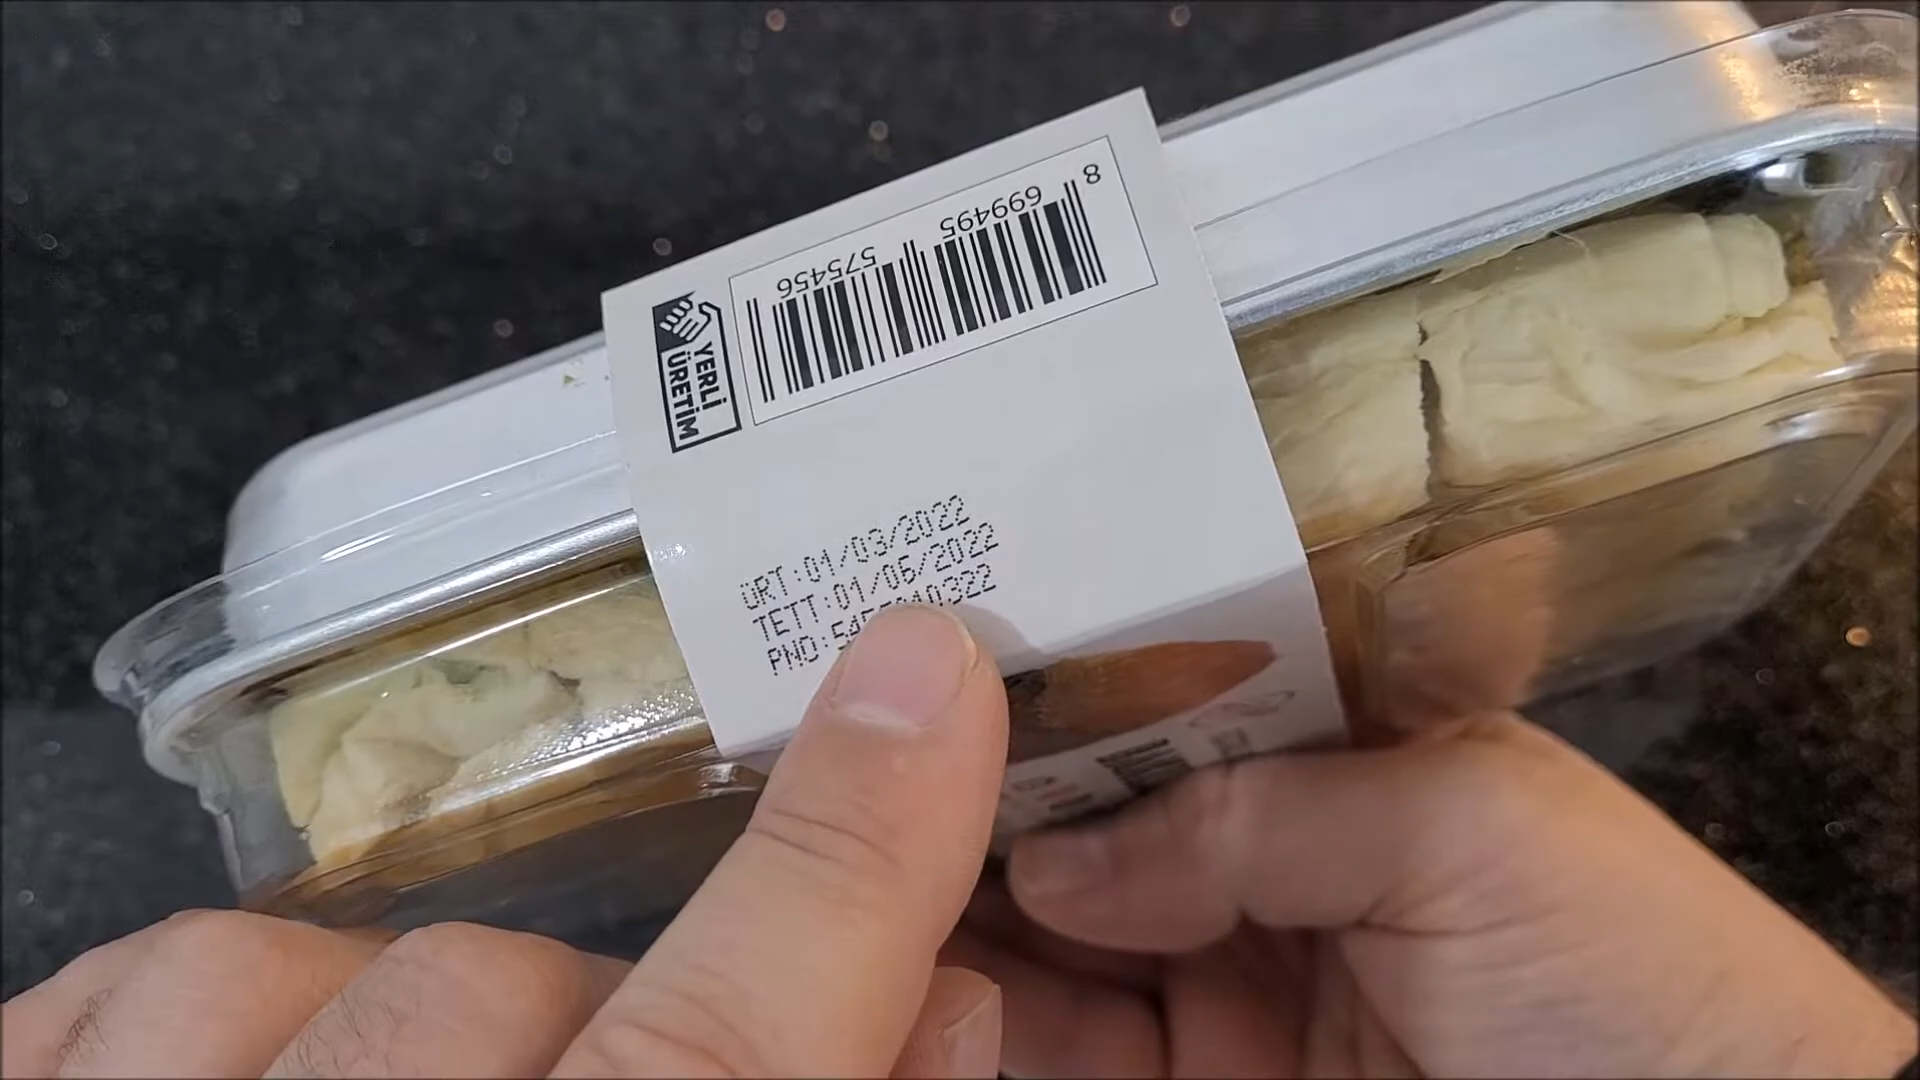 8 699495 575456
YERLİ
ÜRETİM
ÜRT:01/03/2022
TETT:01/06/2022
PNO: